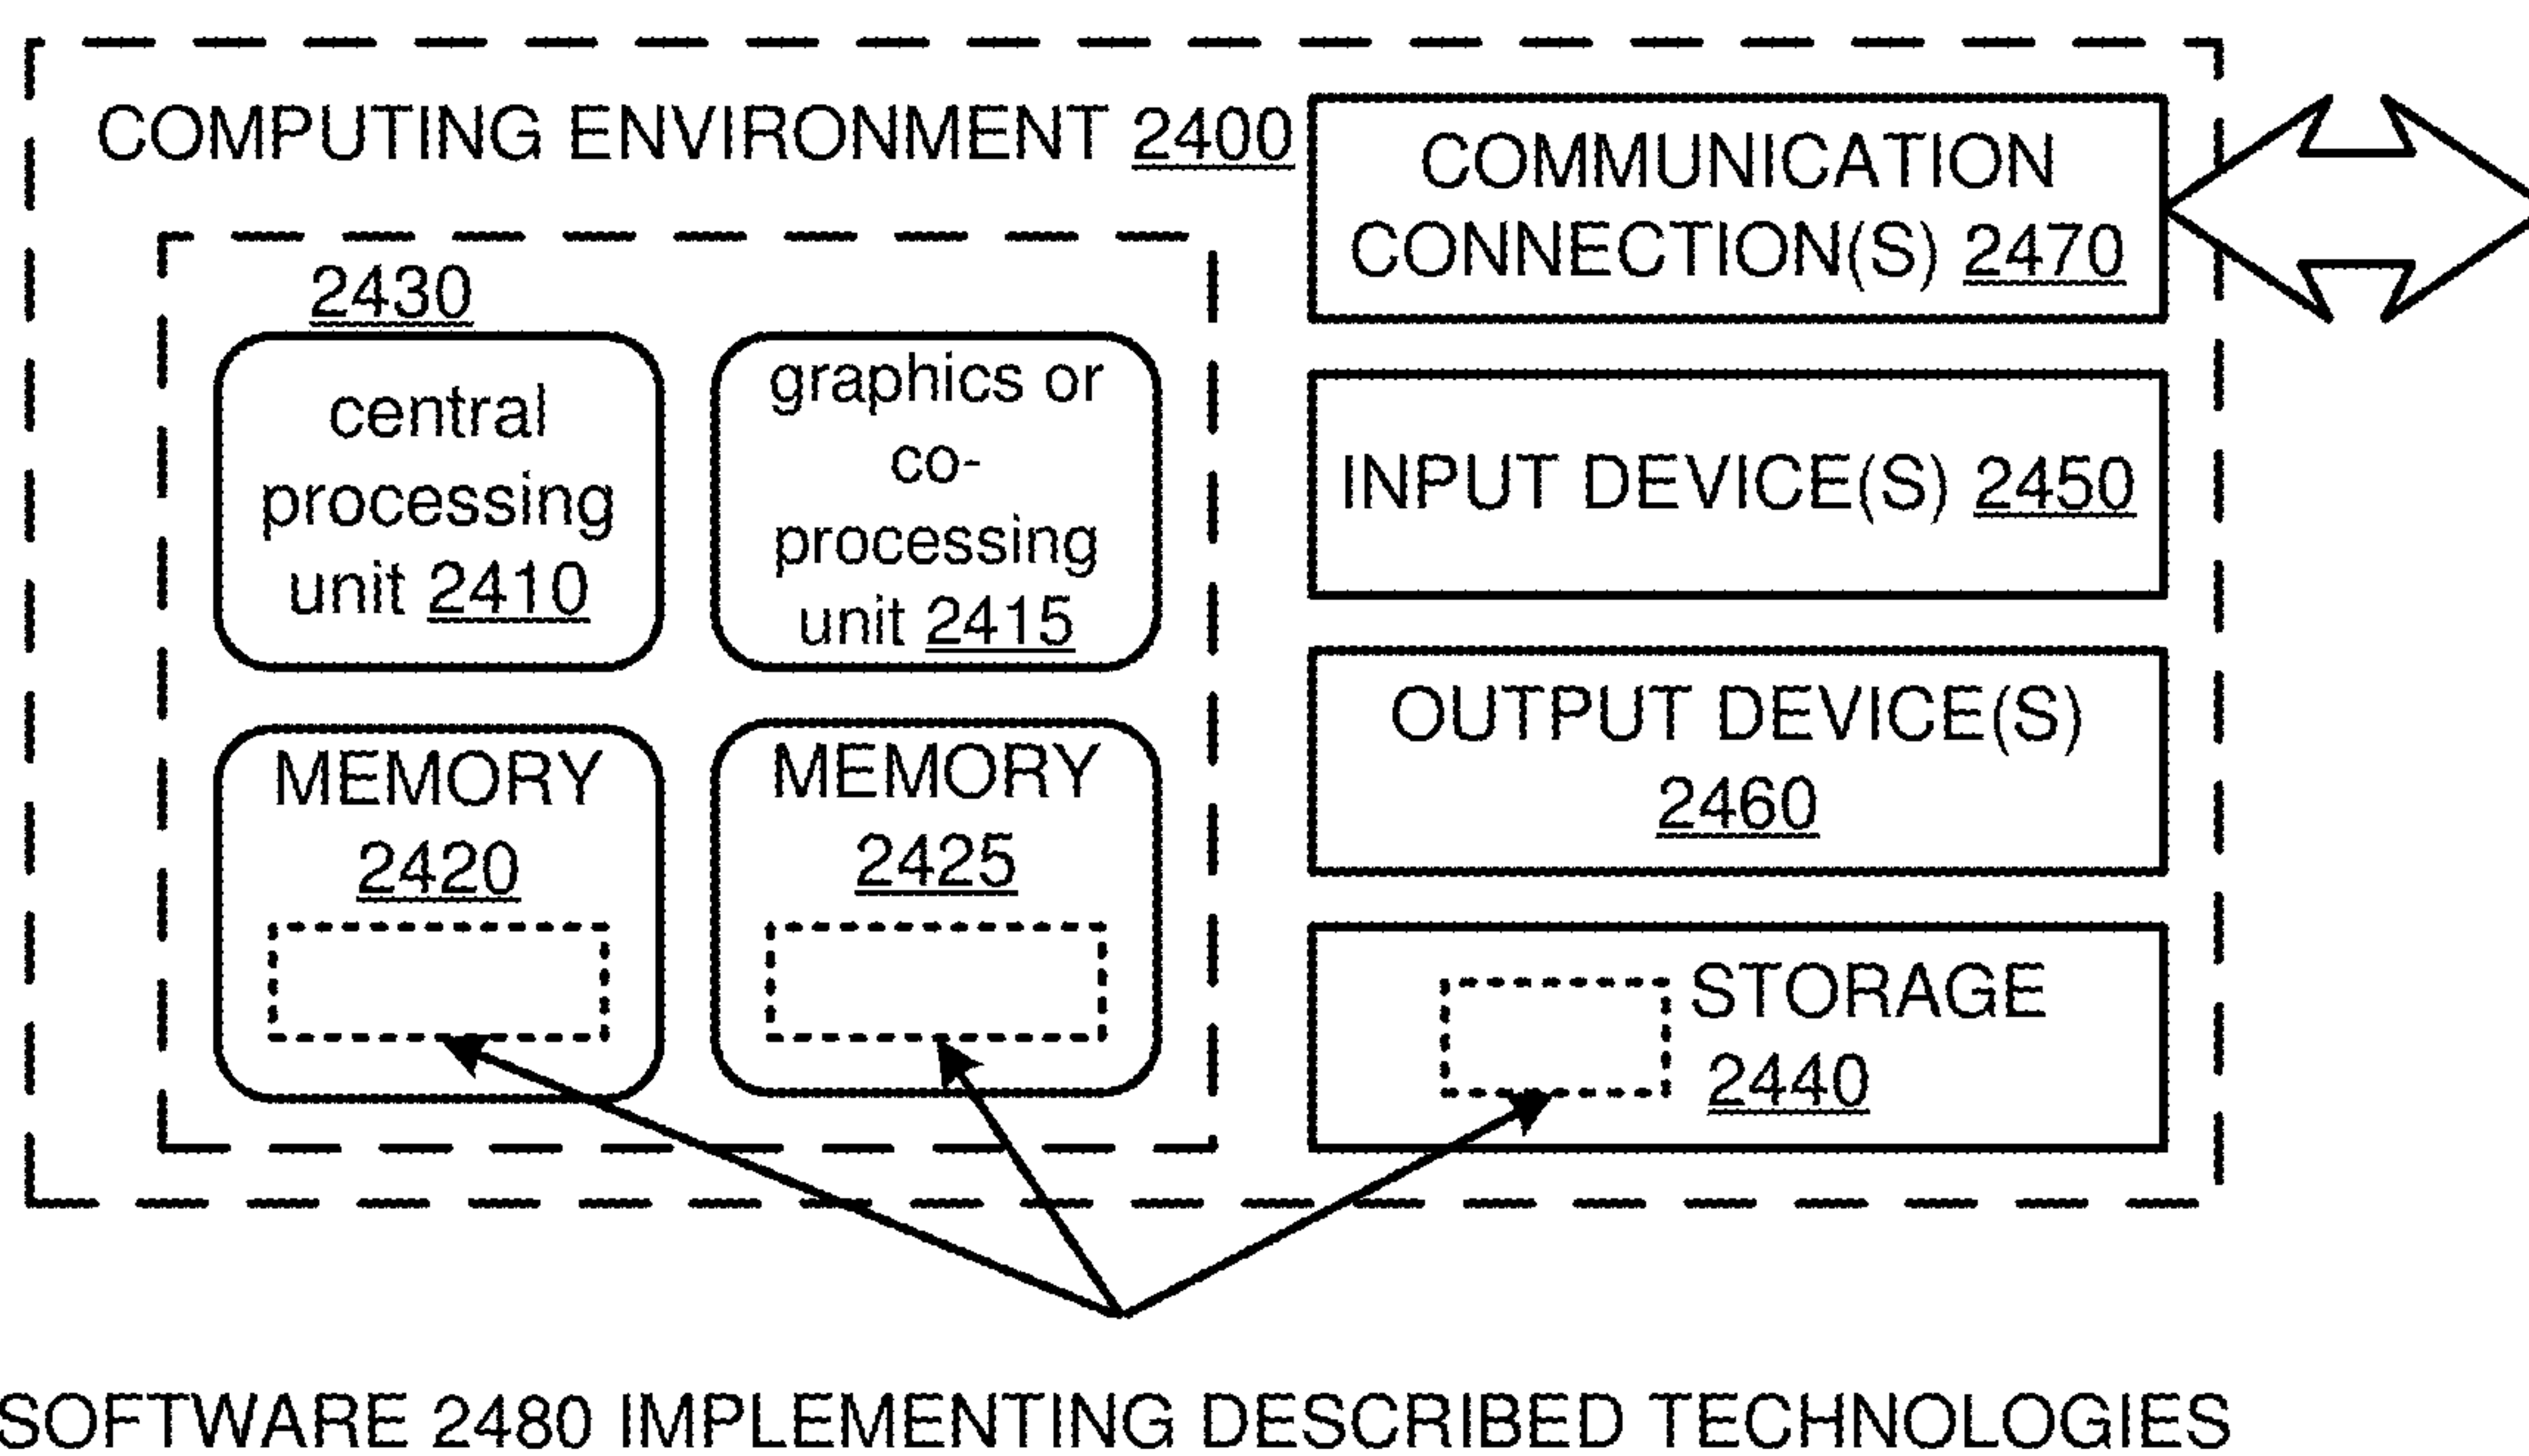 COMPUTING ENVIRONMENT 2400
2430
central
processing
unit 2410
graphics or
co-
processing
unit 2415
MEMORY
2420
MEMORY
2425
COMMUNICATION
CONNECTION(S) 2470
INPUT DEVICE(S) 2450
OUTPUT DEVICE(S)
2460
STORAGE
2440
SOFTWARE 2480 IMPLEMENTING DESCRIBED TECHNOLOGIES